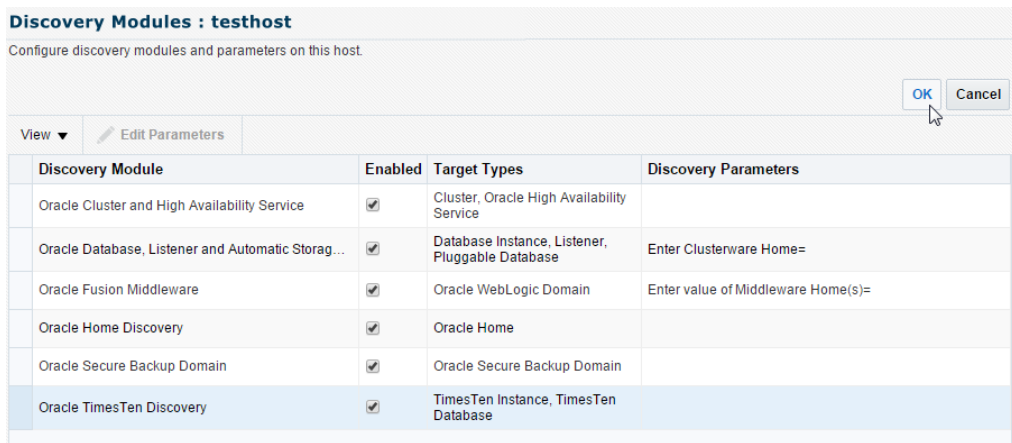 Discovery Modules : testhost
Configure discovery modules and parameters on this host.
OK Cancel
View Edit Parameters
Discovery Module Enabled Target Types Discovery Parameters
Oracle Cluster and High Availability Service Cluster, Oracle High Availability
Service
Oracle Database, Listener and Automatic Storag... Database Instance, Listener,
Pluggable Database Enter Clusterware Home=
Oracle Fusion Middleware Oracle WebLogic Domain Enter value of Middleware Home(s)=
Oracle Home Discovery Oracle Home
Oracle Secure Backup Domain Oracle Secure Backup Domain
Oracle TimesTen Discovery TimesTen Instance, TimesTen
Database